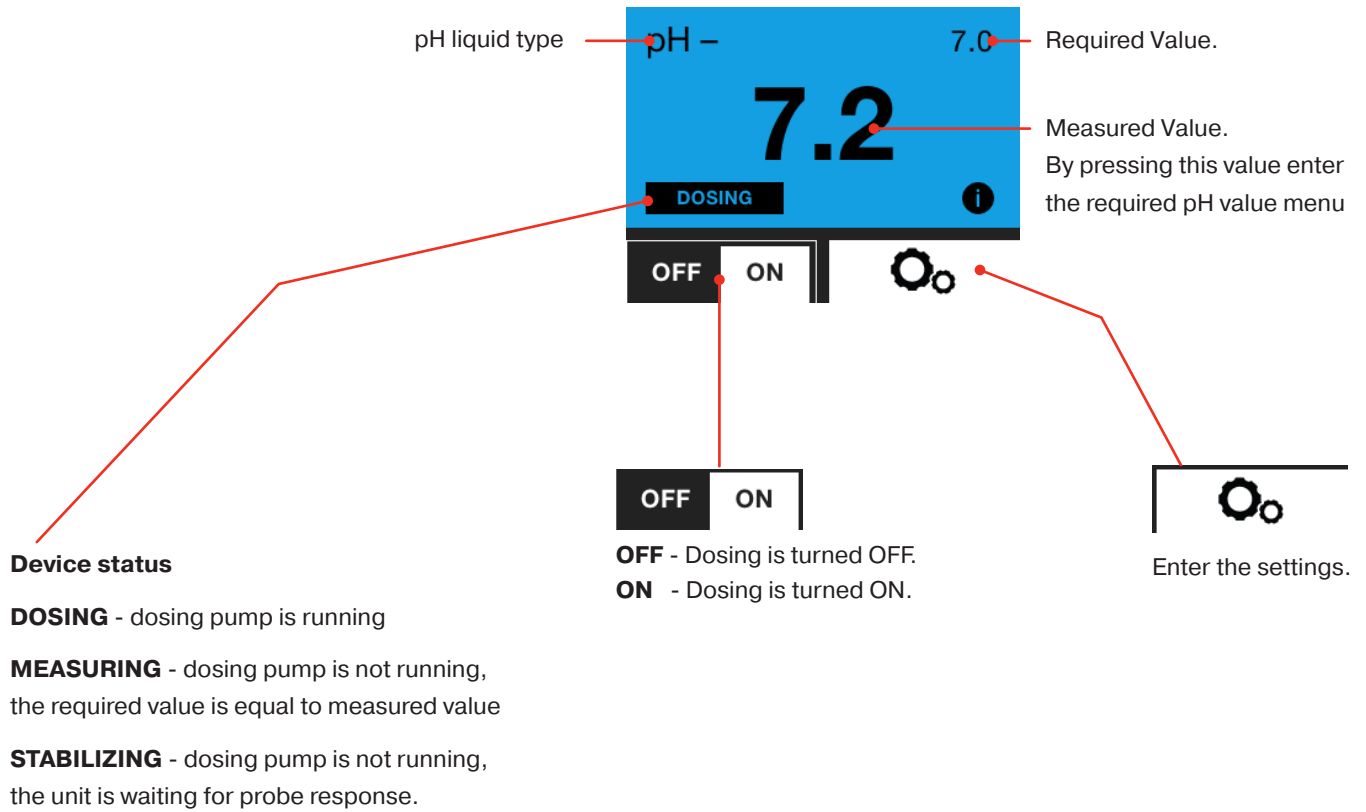 pH liquid type
pH –
7.0
Required Value.
7.2
Measured Value.
By pressing this value enter
the required pH value menu
DOSING
i
OFF ON
OFF ON
OFF - Dosing is turned OFF.
ON - Dosing is turned ON.
Enter the settings.
Device status
DOSING - dosing pump is running
MEASURING - dosing pump is not running,
the required value is equal to measured value
STABILIZING - dosing pump is not running,
the unit is waiting for probe response.